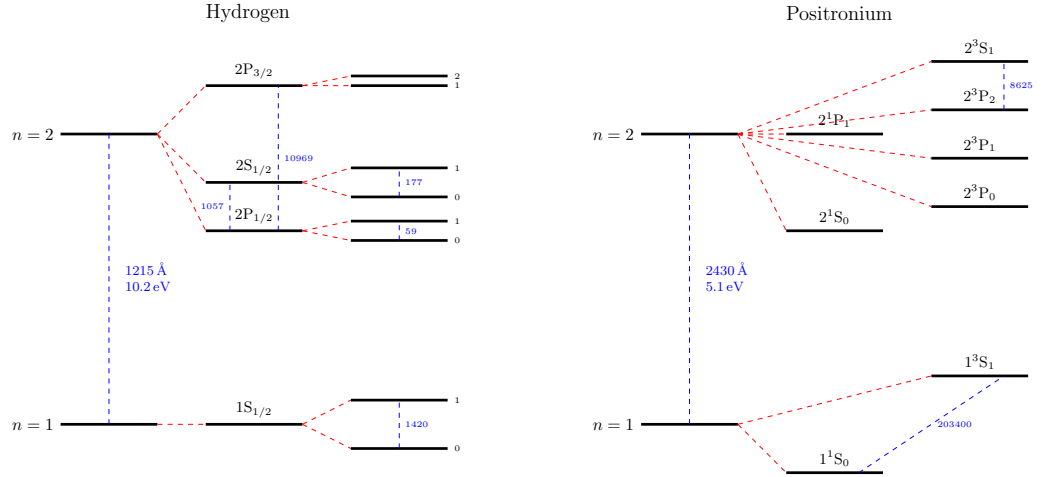 Hydrogen
2P3/2
2
1
n = 2
10969
2S1/2
1
177
0
1057
2P1/2
1
59
0
1215 Å
10.2 eV
1S1/2
1
n = 1
1420
0
Positronium
2³S₁
8625
2³P₂
2¹P₁
n = 2
2³P₁
2³P₀
2¹S₀
2430 Å
5.1 eV
1³S₁
n = 1
203400
1¹S₀